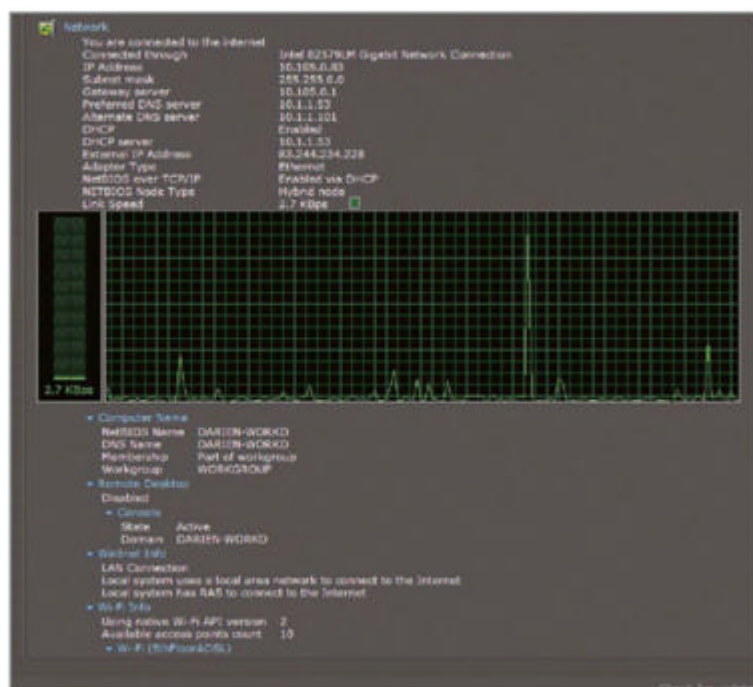 Network
You are connected to the internet
Connected through Intel 82579LM Gigabit Network Connection
IP Address 10.105.0.83
Subnet mask 255.255.0.0
Gateway server 10.105.0.1
Preferred DNS server 10.1.1.53
Alternate DNS server 10.1.1.101
DHCP Enabled
DHCP server 10.1.1.53
External IP Address 83.244.234.228
Adapter Type Ethernet
NetBIOS over TCP/IP Enabled via DHCP
NETBIOS Node Type Hybrid node
Link Speed 2.7 KBps
2.7 KBps
Computer Name
NetBIOS Name DARIEN-WORKD
DNS Name DARIEN-WORKD
Membership Part of workgroup
Workgroup WORKGROUP
Remote Desktop
Disabled
Console
State Active
Domain DARIEN-WORKD
WinInet Info
LAN Connection
Local system uses a local area network to connect to the Internet
Local system has RAS to connect to the Internet
Wi-Fi Info
Using native Wi-Fi API version 2
Available access points count 10
Wi-Fi (5thFloorADSL)